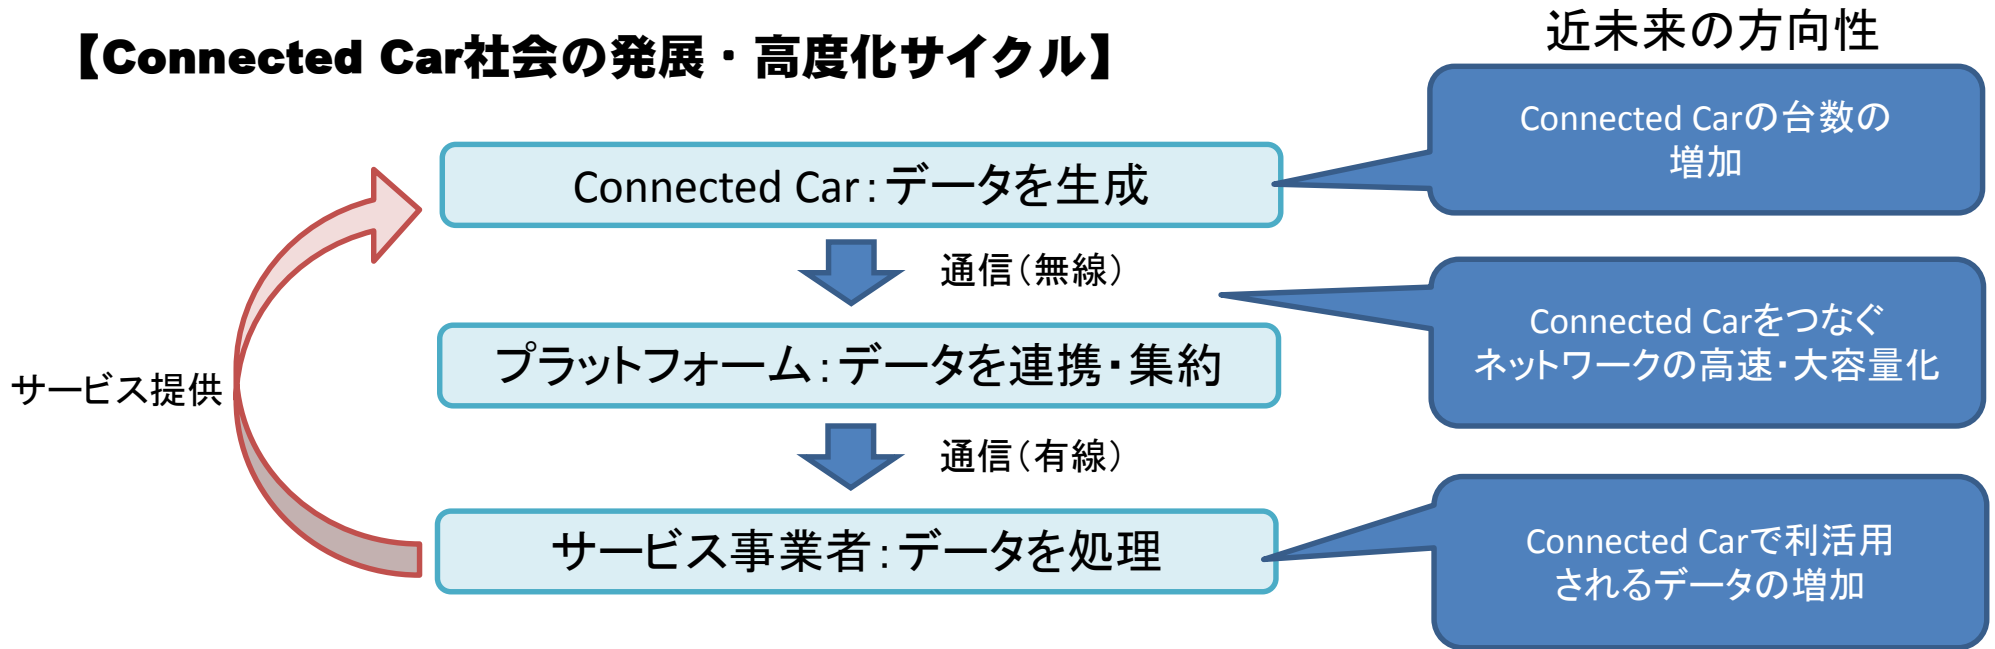 【Connected Car社会の発展・高度化サイクル】
近未来の方向性
Connected Carの台数の
増加
Connected Car：データを生成
通信（無線）
Connected Carをつなぐ
ネットワークの高速・大容量化
プラットフォーム：データを連携・集約
サービス提供
通信（有線）
サービス事業者：データを処理
Connected Carで利活用
されるデータの増加